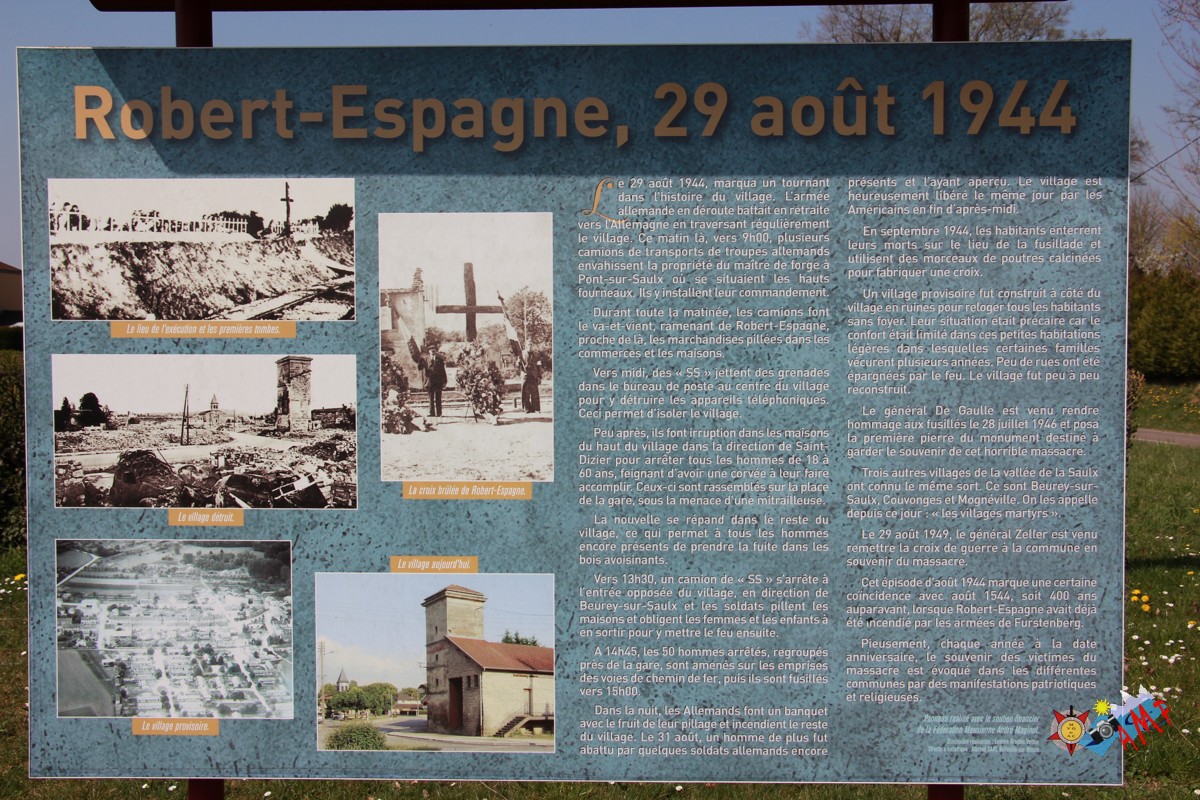 Robert-Espagne, 29 août 1944
Le lieu de l'exécution et les premières tombes.
Le village détruit.
Le village provisoire.
La croix brûlée de Robert-Espagne.
Le village aujourd'hui.
Le 29 août 1944, marqua un tournant
dans l'histoire du village. L'armée
allemande en déroute battait en retraite
vers l'Allemagne en traversant régulièrement
le village. Ce matin là, vers 9h00, plusieurs
camions de transports de troupes allemands
envahissent la propriété du maître de forge à
Pont-sur-Saulx où se situaient les hauts
fourneaux. Ils y installent leur commandement.
Durant toute la matinée, les camions font
le va-et-vient, ramenant de Robert-Espagne,
proche de là, les marchandises pillées dans les
commerces et les maisons.
Vers midi, des « SS » jettent des grenades
dans le bureau de poste au centre du village
pour y détruire les appareils téléphoniques.
Ceci permet d'isoler le village.
Peu après, ils font irruption dans les maisons
du haut du village dans la direction de Saint-
Dizier pour arrêter tous les hommes de 18 à
60 ans, feignant d'avoir une corvée à leur faire
accomplir. Ceux-ci sont rassemblés sur la place
de la gare, sous la menace d'une mitrailleuse.
La nouvelle se répand dans le reste du
village, ce qui permet à tous les hommes
encore présents de prendre la fuite dans les
bois avoisinants.
Vers 13h30, un camion de « SS » s'arrête à
l'entrée opposée du village, en direction de
Beurey-sur-Saulx et les soldats pillent les
maisons et obligent les femmes et les enfants à
en sortir pour y mettre le feu ensuite.
A 14h45, les 50 hommes arrêtés, regroupés
près de la gare, sont amenés sur les emprises
des voies de chemin de fer, puis ils sont fusillés
vers 15h00.
Dans la nuit, les Allemands font un banquet
avec le fruit de leur pillage et incendient le reste
du village. Le 31 août, un homme de plus fut
abattu par quelques soldats allemands encore
présents et l'ayant aperçu. Le village est
heureusement libéré le même jour par les
Américains en fin d'après-midi.
En septembre 1944, les habitants enterrent
leurs morts sur le lieu de la fusillade et
utilisent des morceaux de poutres calcinées
pour fabriquer une croix.
Un village provisoire fut construit à côté du
village en ruines pour reloger tous les habitants
sans foyer. Leur situation était précaire car le
confort était limité dans ces petites habitations
légères dans lesquelles certaines familles
vécurent plusieurs années. Peu de rues ont été
épargnées par le feu. Le village fut peu à peu
reconstruit.
Le général De Gaulle est venu rendre
hommage aux fusillés le 28 juillet 1946 et posa
la première pierre du monument destiné à
garder le souvenir de cet horrible massacre.
Trois autres villages de la vallée de la Saulx
ont connu le même sort. Ce sont Beurey-sur-
Saulx, Couvonges et Mognéville. On les appelle
depuis ce jour : « les villages martyrs ».
Le 29 août 1949, le général Zeller est venu
remettre la croix de guerre à la commune en
souvenir du massacre.
Cet épisode d'août 1944 marque une certaine
coïncidence avec août 1544, soit 400 ans
auparavant, lorsque Robert-Espagne avait déjà
été incendié par les armées de Furstenberg.
Pieusement, chaque année à la date
anniversaire, le souvenir des victimes du
massacre est évoqué dans les différentes
communes par des manifestations patriotiques
et religieuses.
Panneau réalisé avec le soutien financier
de la Fédération Meusienne André Maginot.